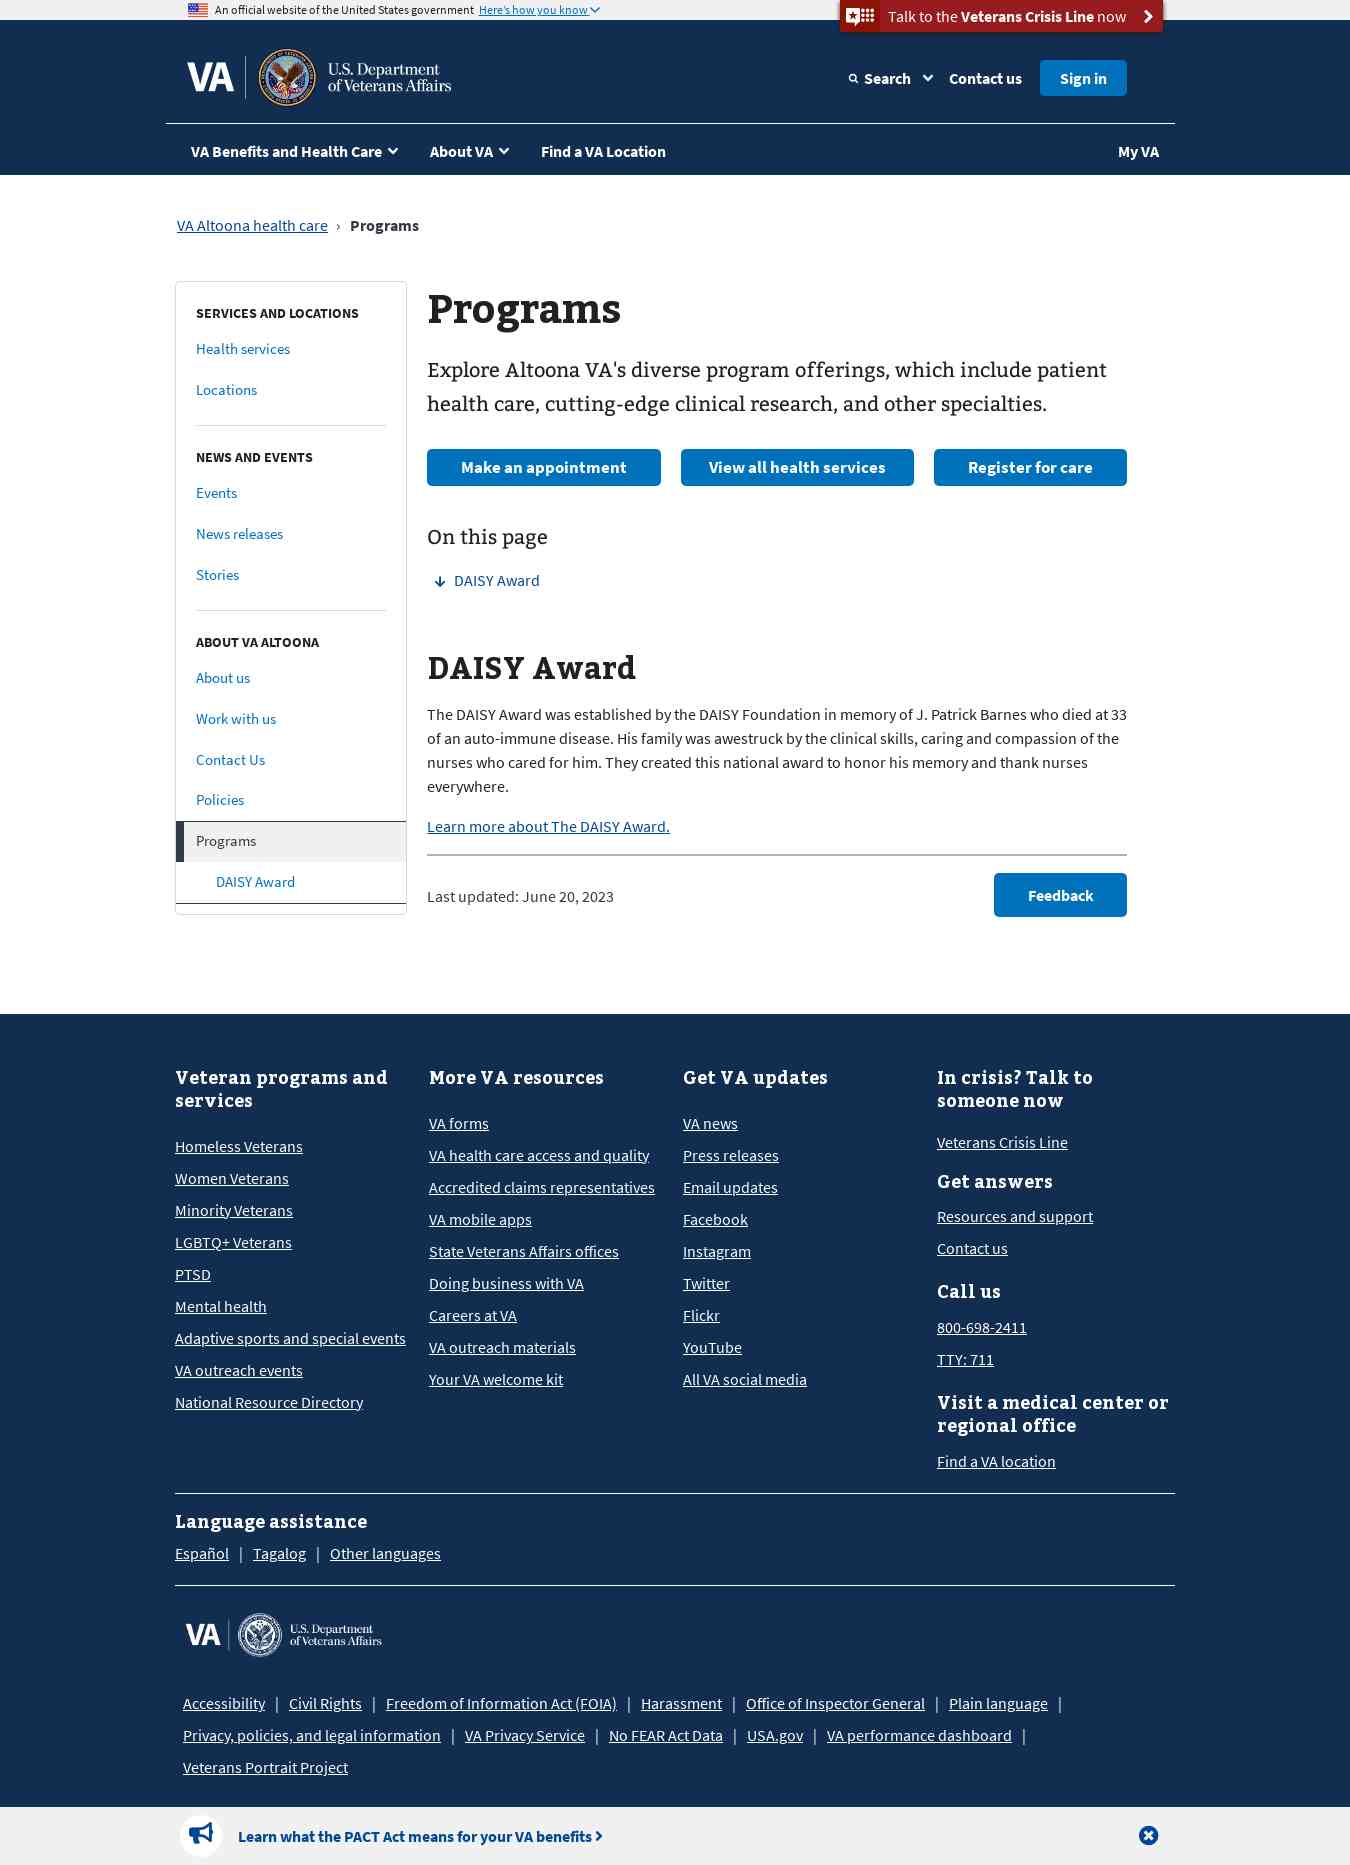 An official website of the United States government Here's how you know
Talk to the Veterans Crisis Line now
VA
U.S. Department
of Veterans Affairs
Search
Contact us
Sign in
VA Benefits and Health Care
About VA
Find a VA Location
My VA
VA Altoona health care › Programs
SERVICES AND LOCATIONS
Health services
Locations
NEWS AND EVENTS
Events
News releases
Stories
ABOUT VA ALTOONA
About us
Work with us
Contact Us
Policies
Programs
DAISY Award
Programs
Explore Altoona VA's diverse program offerings, which include patient
health care, cutting-edge clinical research, and other specialties.
Make an appointment
View all health services
Register for care
On this page
DAISY Award
DAISY Award
The DAISY Award was established by the DAISY Foundation in memory of J. Patrick Barnes who died at 33
of an auto-immune disease. His family was awestruck by the clinical skills, caring and compassion of the
nurses who cared for him. They created this national award to honor his memory and thank nurses
everywhere.
Learn more about The DAISY Award.
Last updated: June 20, 2023
Feedback
Veteran programs and
services
Homeless Veterans
Women Veterans
Minority Veterans
LGBTQ+ Veterans
PTSD
Mental health
Adaptive sports and special events
VA outreach events
National Resource Directory
More VA resources
VA forms
VA health care access and quality
Accredited claims representatives
VA mobile apps
State Veterans Affairs offices
Doing business with VA
Careers at VA
VA outreach materials
Your VA welcome kit
Get VA updates
VA news
Press releases
Email updates
Facebook
Instagram
Twitter
Flickr
YouTube
All VA social media
In crisis? Talk to
someone now
Veterans Crisis Line
Get answers
Resources and support
Contact us
Call us
800-698-2411
TTY: 711
Visit a medical center or
regional office
Find a VA location
Language assistance
Español | Tagalog | Other languages
VA
U.S. Department
of Veterans Affairs
Accessibility | Civil Rights | Freedom of Information Act (FOIA) | Harassment | Office of Inspector General | Plain language |
Privacy, policies, and legal information | VA Privacy Service | No FEAR Act Data | USA.gov | VA performance dashboard |
Veterans Portrait Project
Learn what the PACT Act means for your VA benefits